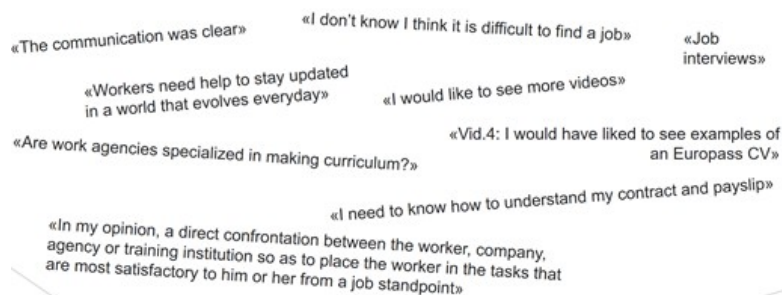 «The communication was clear»
«I don't know I think it is difficult to find a job»
«Job
interviews»
«Workers need help to stay updated
in a world that evolves everyday»
«I would like to see more videos»
«Vid.4: I would have liked to see examples of
an Europass CV»
«Are work agencies specialized in making curriculum?»
«I need to know how to understand my contract and payslip»
«In my opinion, a direct confrontation between the worker, company,
agency or training institution so as to place the worker in the tasks that
are most satisfactory to him or her from a job standpoint»